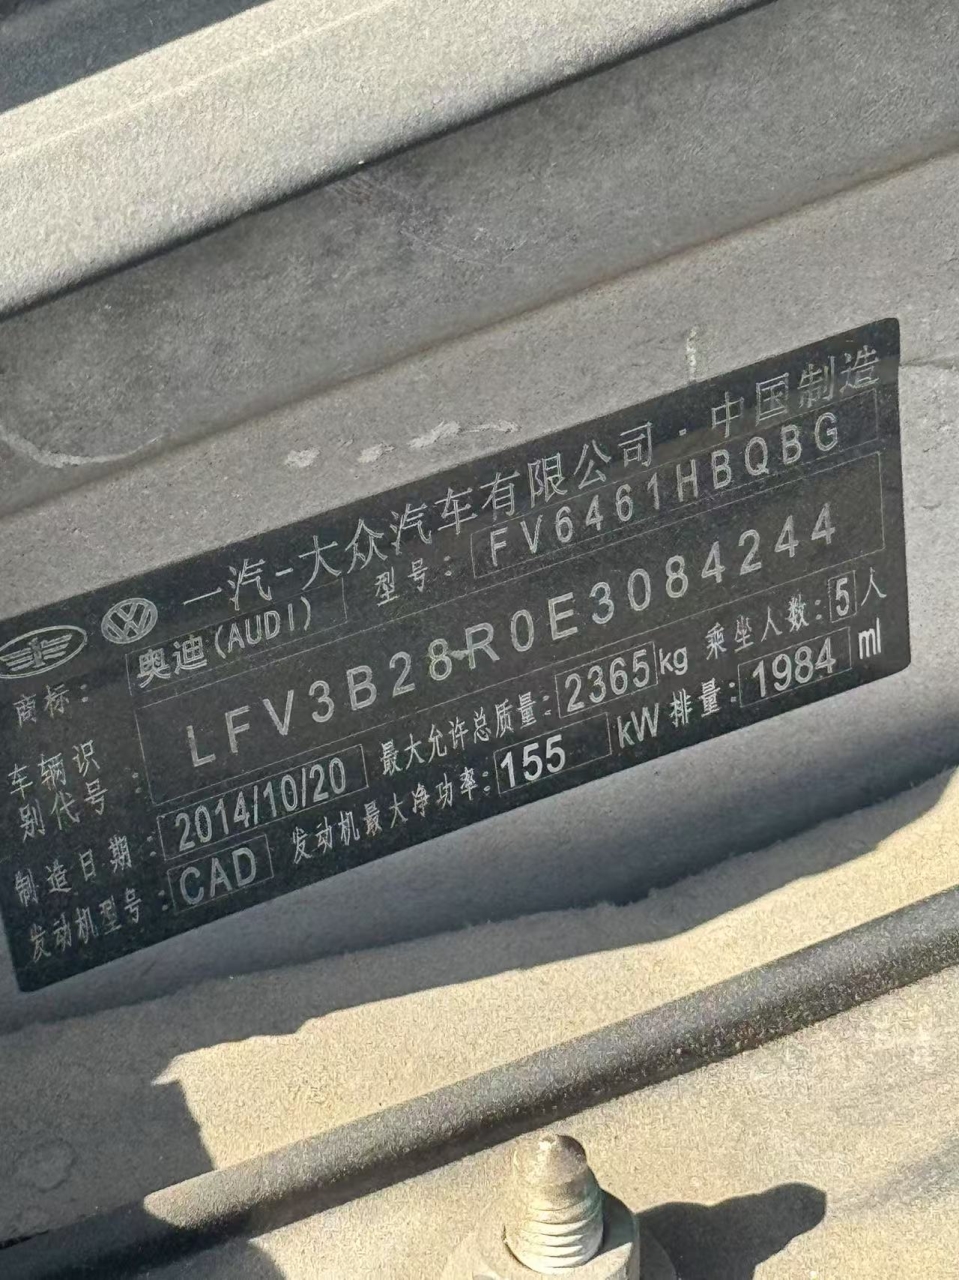 一汽-大众汽车有限公司·中国制造
商标： 奥迪(AUDI) 型号： FV6461HBQBG
车辆识别代号： LFV3B28R0E3084244
制造日期： 2014/10/20 最大允许总质量： 2365 kg 乘坐人数： 5 人
发动机型号： CAD 发动机最大净功率： 155 kW 排量： 1984 ml